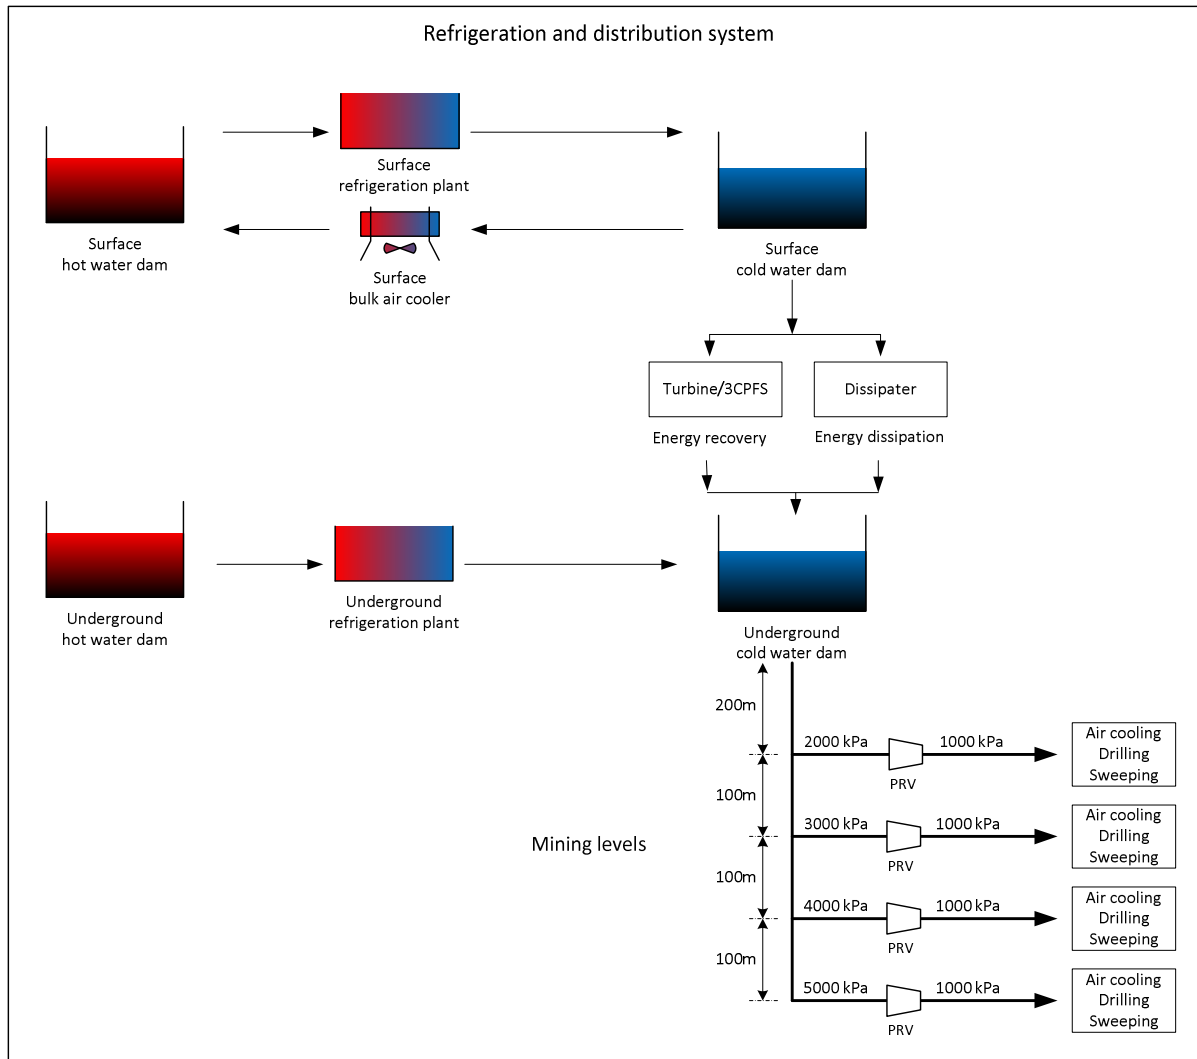 Refrigeration and distribution system
Surface
refrigeration plant
Surface
hot water dam
Surface
bulk air cooler
Surface
cold water dam
Turbine/3CPFS
Dissipater
Energy recovery
Energy dissipation
Underground
hot water dam
Underground
refrigeration plant
Underground
cold water dam
200m
2000 kPa
1000 kPa
PRV
Air cooling
Drilling
Sweeping
100m
3000 kPa
1000 kPa
PRV
Air cooling
Drilling
Sweeping
Mining levels
100m
4000 kPa
1000 kPa
PRV
Air cooling
Drilling
Sweeping
100m
5000 kPa
1000 kPa
PRV
Air cooling
Drilling
Sweeping